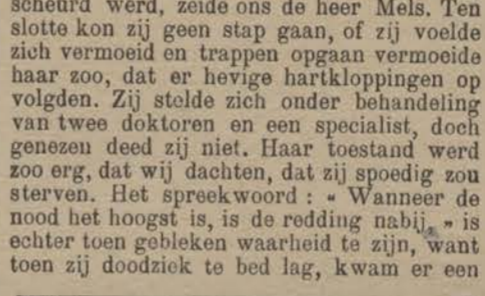 scheurd werd, zeide ons de heer Mels. Ten
slotte kon zij geen stap gaan, of zij voelde
zich vermoeid en trappen opgaan vermoeide
haar zoo, dat er hevige hartkloppingen op
volgden. Zij stelde zich onder behandeling
van twee doktoren en een specialist, doch
genezen deed zij niet. Haar toestand werd
zoo erg, dat wij dachten, dat zij spoedig zou
sterven. Het spreekwoord : « Wanneer de
nood het hoogst is, is de redding nabij, » is
echter toen gebleken waarheid te zijn, want
toen zij doodziek te bed lag, kwam er een